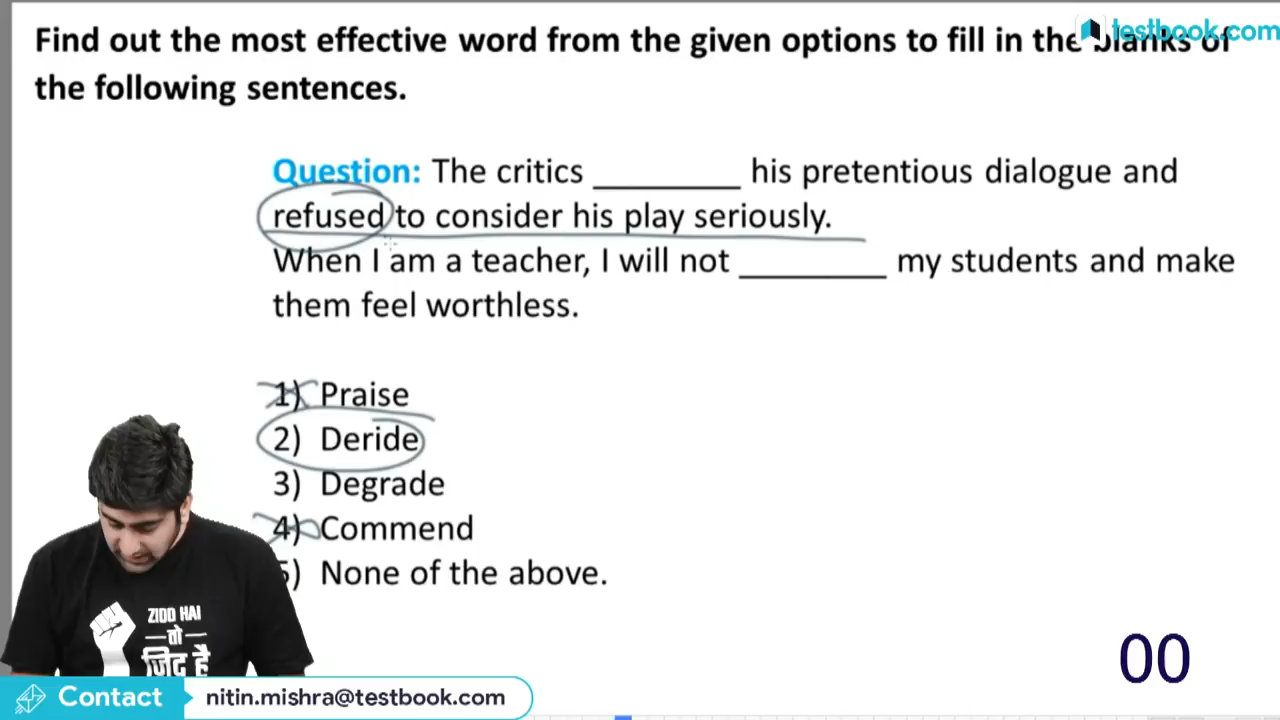 Find out the most effective word from the given options to fill in the blanks of
testbook.com
the following sentences.
Question: The critics ________ his pretentious dialogue and
refused to consider his play seriously.
When I am a teacher, I will not ________ my students and make
them feel worthless.
1) Praise
2) Deride
3) Degrade
4) Commend
5) None of the above.
ZIDD HAI
तो
ज़िद है
00
Contact nitin.mishra@testbook.com